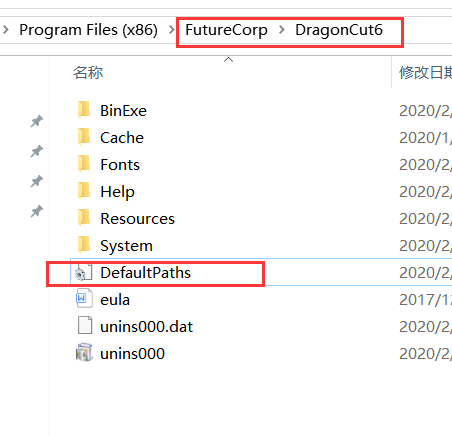 Program Files (x86) > FutureCorp > DragonCut6
名称 修改日期
BinExe 2020/2/
Cache 2020/1/
Fonts 2020/2/
Help 2020/2/
Resources 2020/2/
System 2020/2/
DefaultPaths 2020/2/
eula 2017/12
unins000.dat 2020/2/
unins000 2020/2/